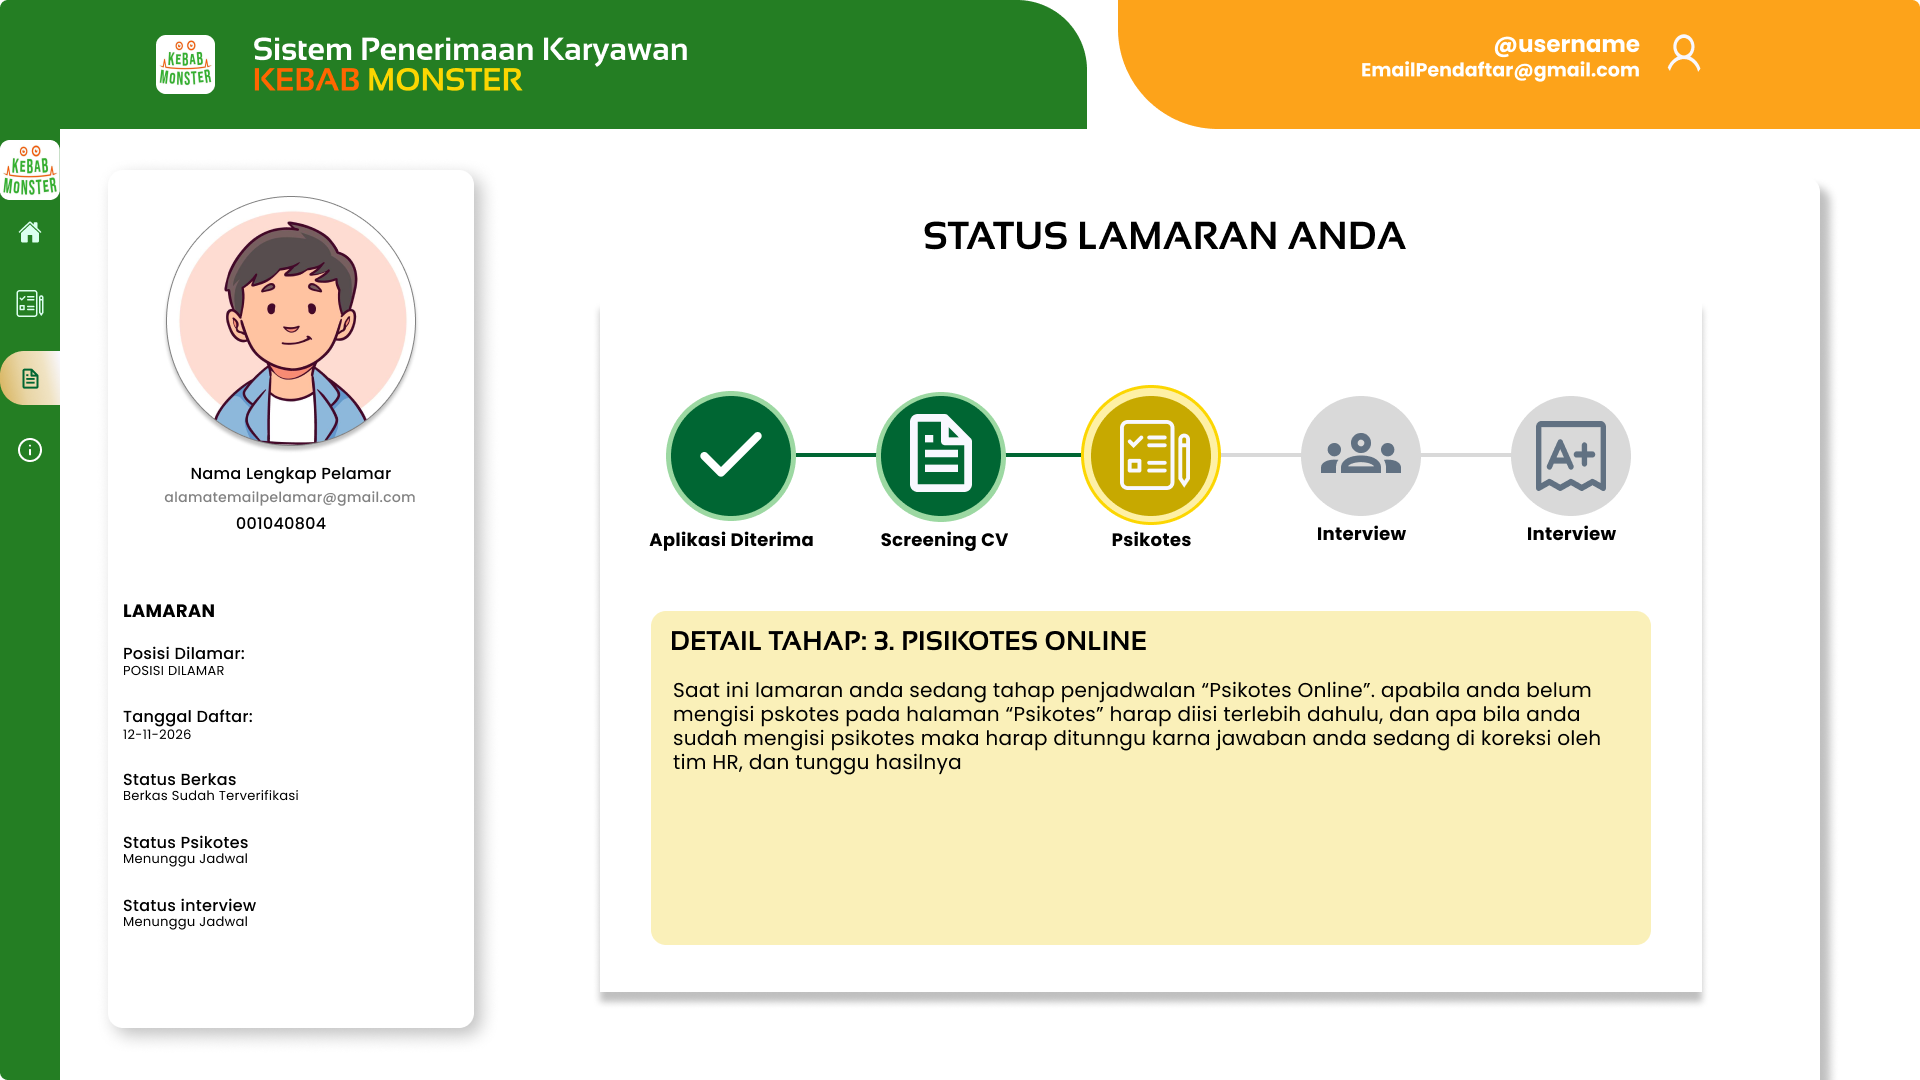 KEBAB
MONSTER
Sistem Penerimaan Karyawan
KEBAB MONSTER
@username
EmailPendaftar@gmail.com
KEBAB
MONSTER
Nama Lengkap Pelamar
alamatemailpelamar@gmail.com
001040804
LAMARAN
Posisi Dilamar:
POSISI DILAMAR
Tanggal Daftar:
12-11-2026
Status Berkas
Berkas Sudah Terverifikasi
Status Psikotes
Menunggu Jadwal
Status interview
Menunggu Jadwal
STATUS LAMARAN ANDA
A+
Aplikasi Diterima
Screening CV
Psikotes
Interview
Interview
DETAIL TAHAP: 3. PISIKOTES ONLINE
Saat ini lamaran anda sedang tahap penjadwalan “Psikotes Online”. apabila anda belum
mengisi pskotes pada halaman “Psikotes” harap diisi terlebih dahulu, dan apa bila anda
sudah mengisi psikotes maka harap ditunngu karna jawaban anda sedang di koreksi oleh
tim HR, dan tunggu hasilnya